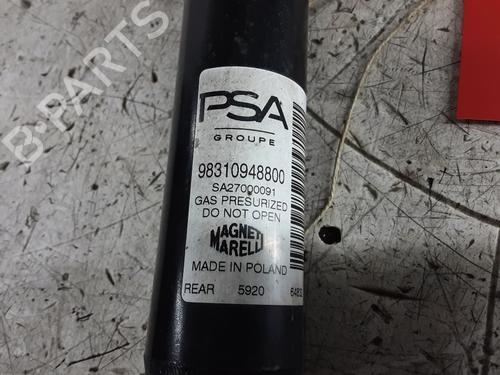 B-PARTS
PSA
GROUPE
98310948800
SA27000091
GAS PRESURIZED
DO NOT OPEN
MAGNETI
MARELLI
MADE IN POLAND
REAR 5920